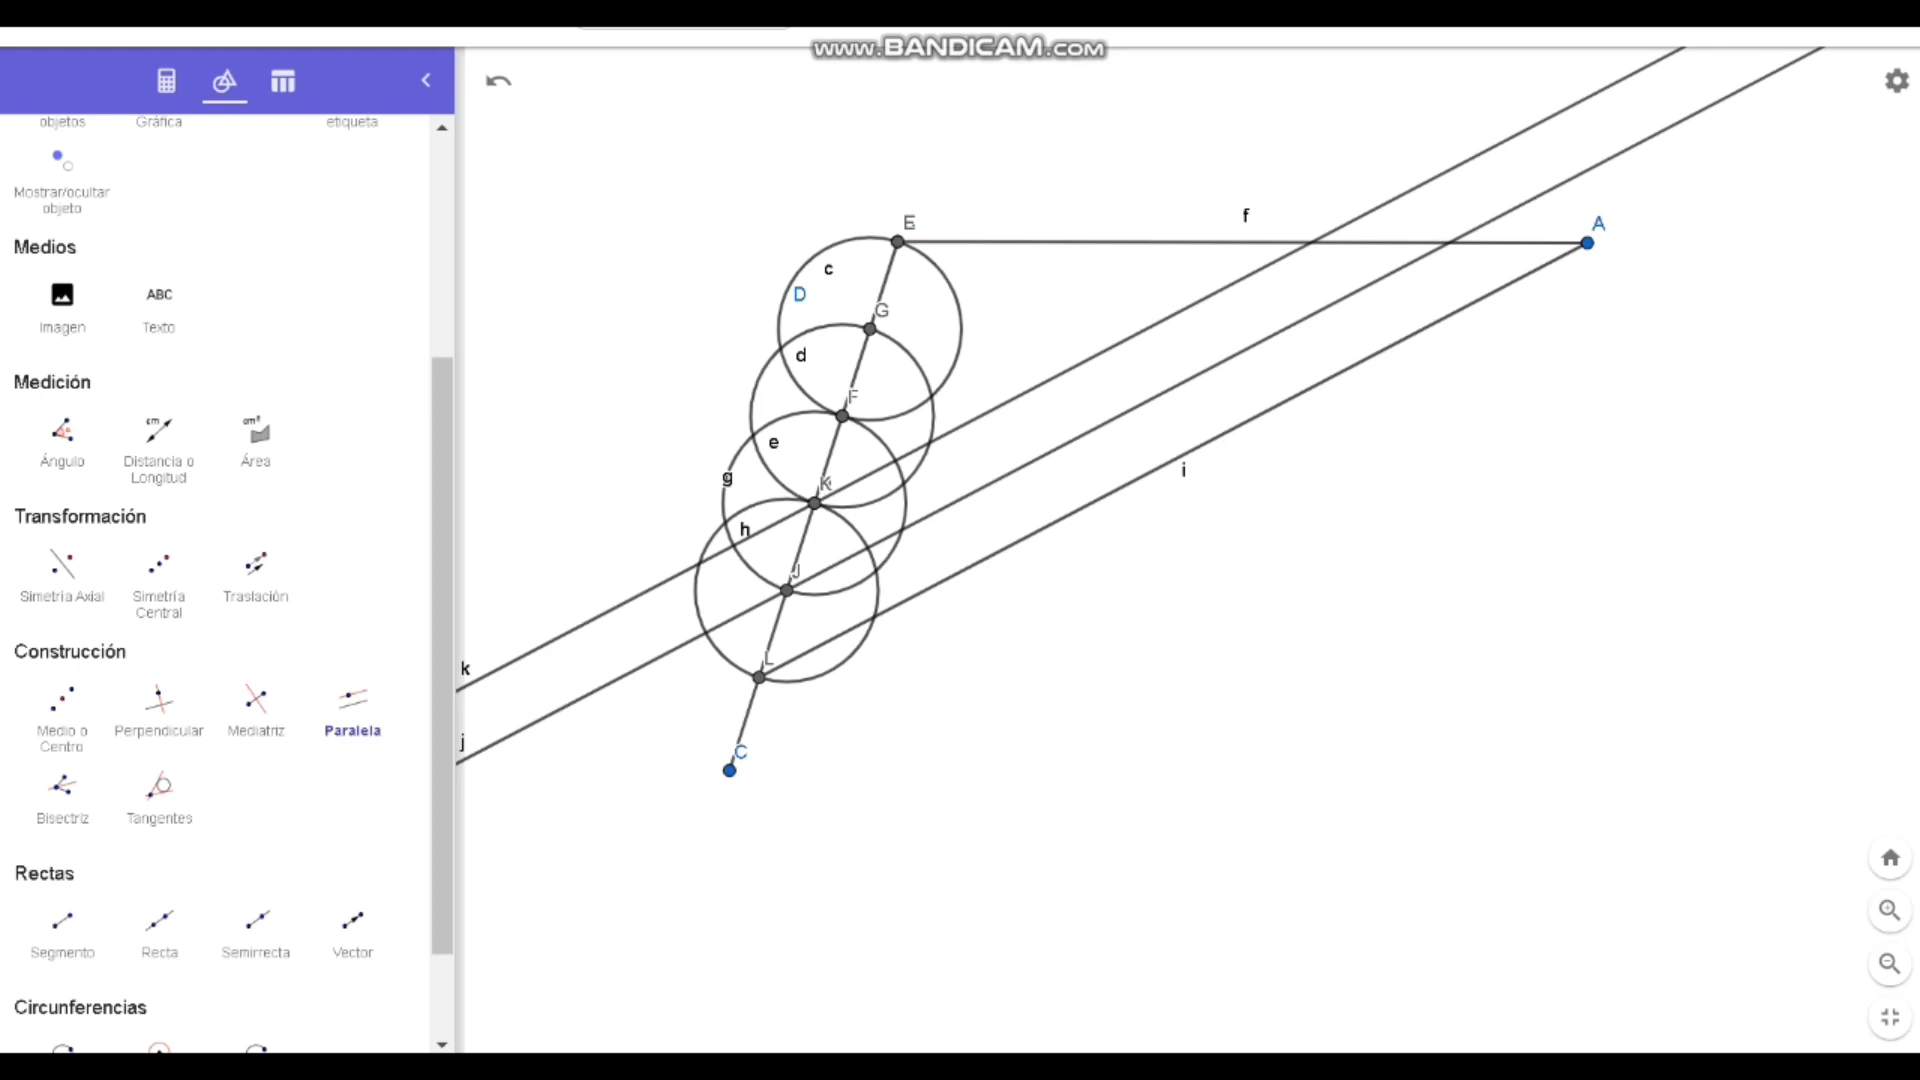 www.BANDICAM.com
objetos Gráfica etiqueta
Mostrar/ocultar
objeto
Medios
ABC
Imagen Texto
Medición
cm cm²
Ángulo Distancia o Área
Longitud
Transformación
Simetría Axial Simetría Traslación
Central
Construcción
Medio o Perpendicular Mediatriz Paralela
Centro
Bisectriz Tangentes
Rectas
Segmento Recta Semirrecta Vector
Circunferencias
f
E A
c
D
G
d
F
e
g K
i
h
J
L
k
j
C